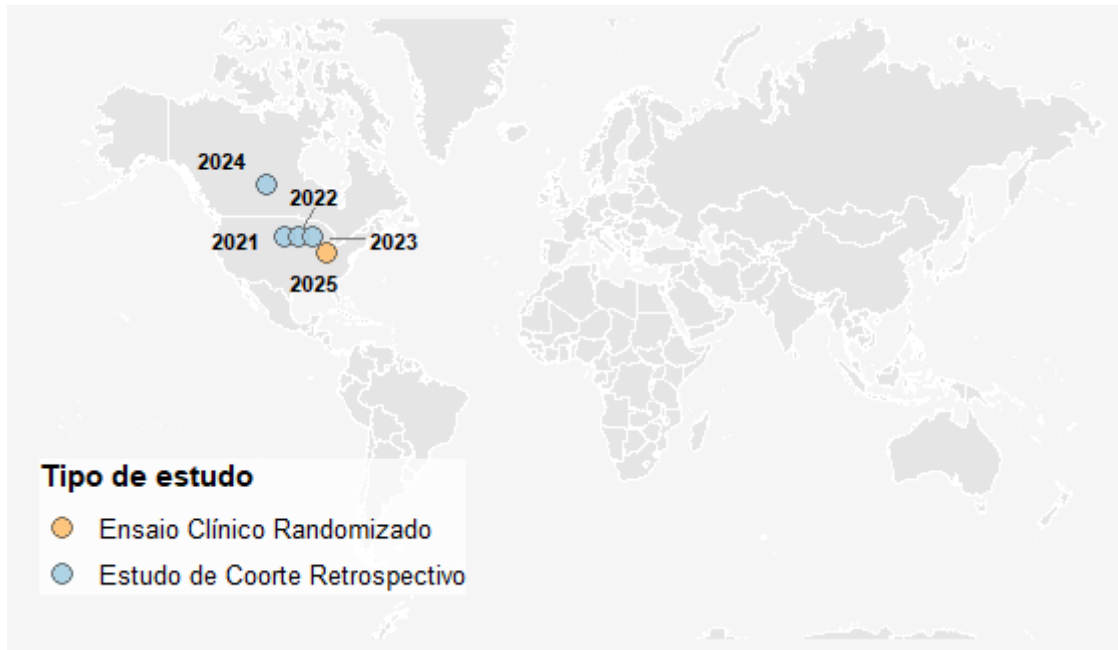 2024
2022
2021
2023
2025
Tipo de estudo
Ensaio Clínico Randomizado
Estudo de Coorte Retrospectivo